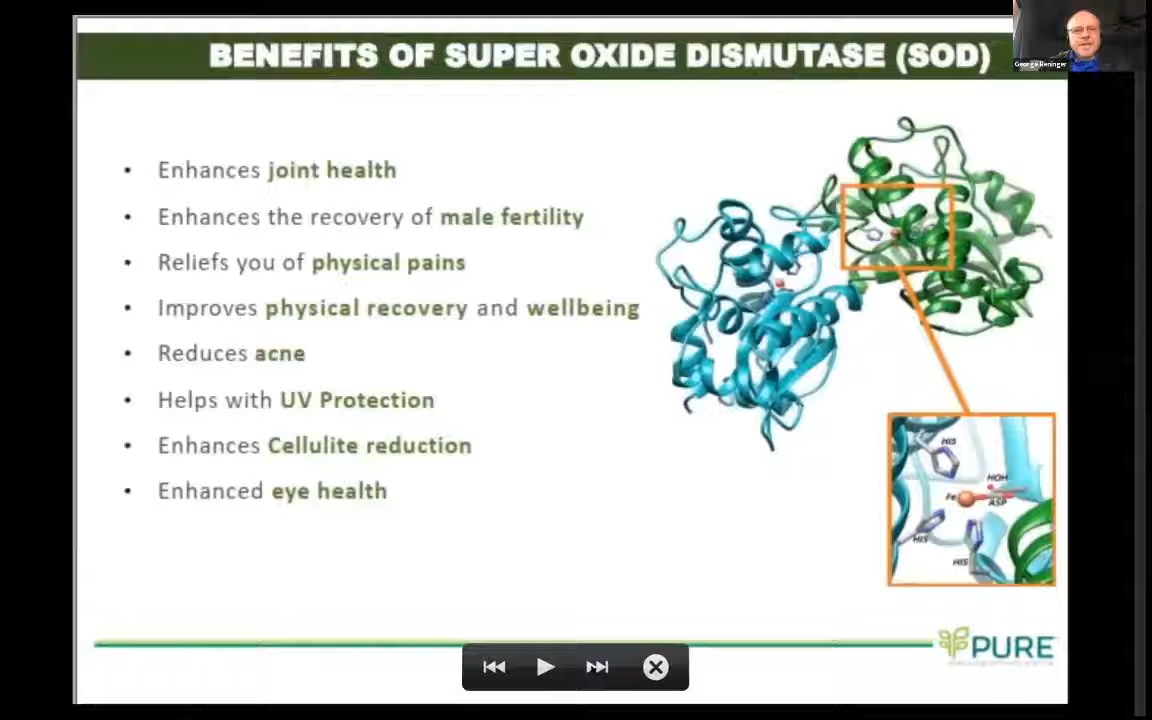 BENEFITS OF SUPER OXIDE DISMUTASE (SOD)
George Reninger
• Enhances joint health
• Enhances the recovery of male fertility
• Reliefs you of physical pains
• Improves physical recovery and wellbeing
• Reduces acne
• Helps with UV Protection
• Enhances Cellulite reduction
• Enhanced eye health
HIS
HOH
Fe
ASP
HIS
HIS
PURE